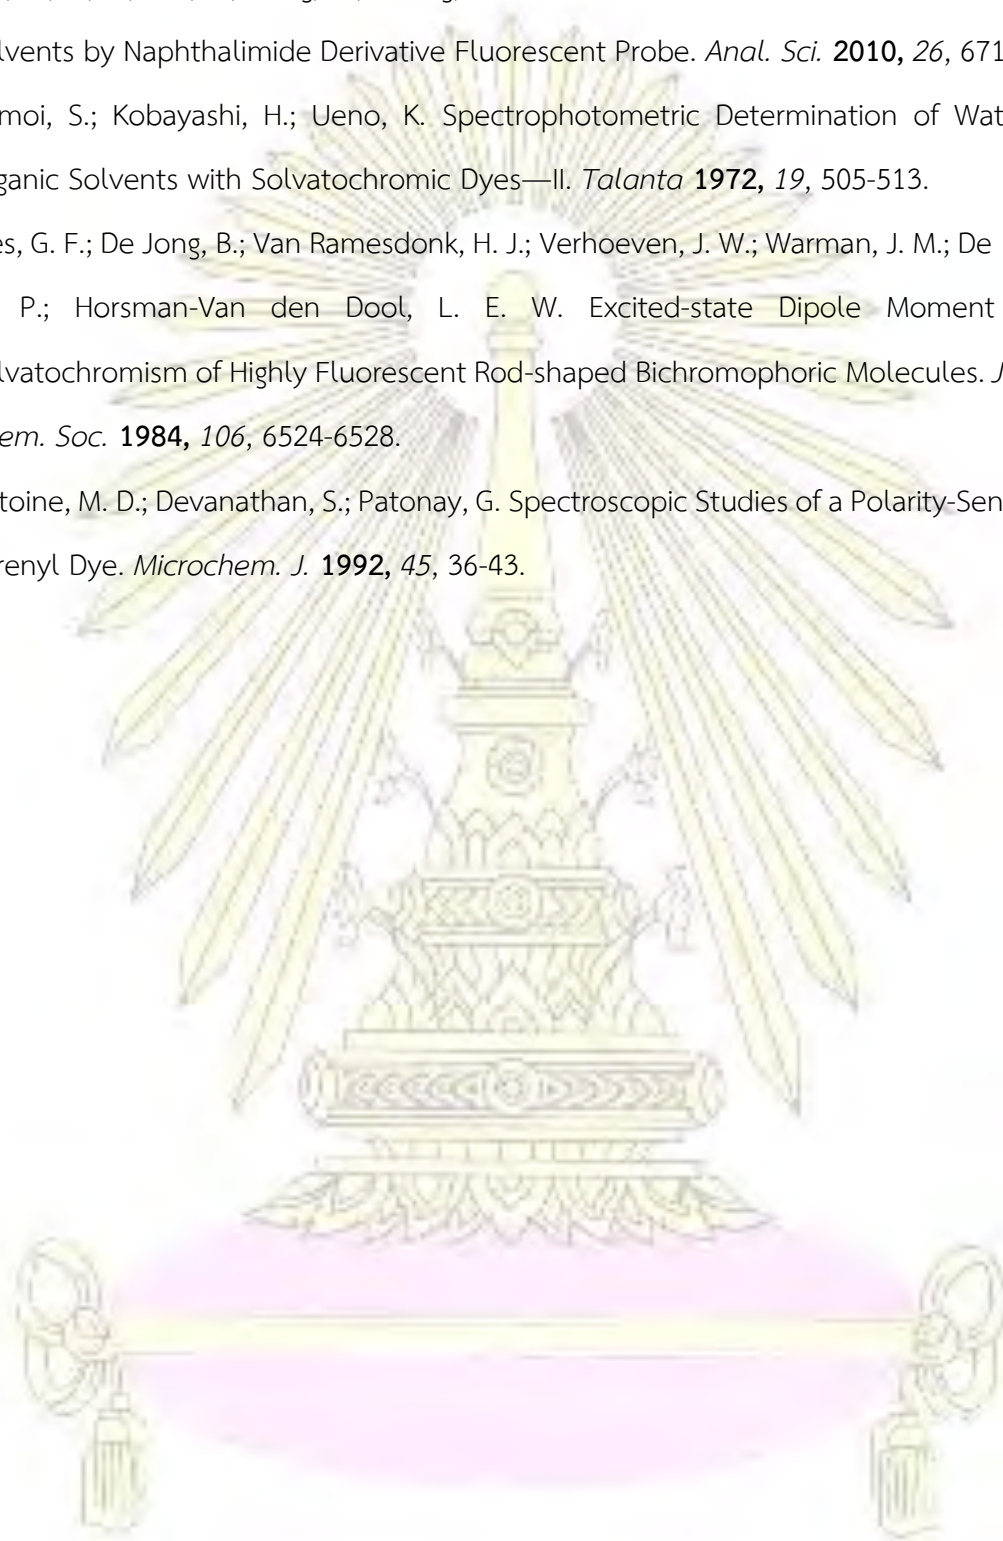 lvents by Naphthalimide Derivative Fluorescent Probe. Anal. Sci. 2010, 26, 671
moi, S.; Kobayashi, H.; Ueno, K. Spectrophotometric Determination of Wat
ganic Solvents with Solvatochromic Dyes—II. Talanta 1972, 19, 505-513.
es, G. F.; De Jong, B.; Van Ramesdonk, H. J.; Verhoeven, J. W.; Warman, J. M.; De
P.; Horsman-Van den Dool, L. E. W. Excited-state Dipole Moment
lvatochromism of Highly Fluorescent Rod-shaped Bichromophoric Molecules. J
em. Soc. 1984, 106, 6524-6528.
toine, M. D.; Devanathan, S.; Patonay, G. Spectroscopic Studies of a Polarity-Sen
renyl Dye. Microchem. J. 1992, 45, 36-43.